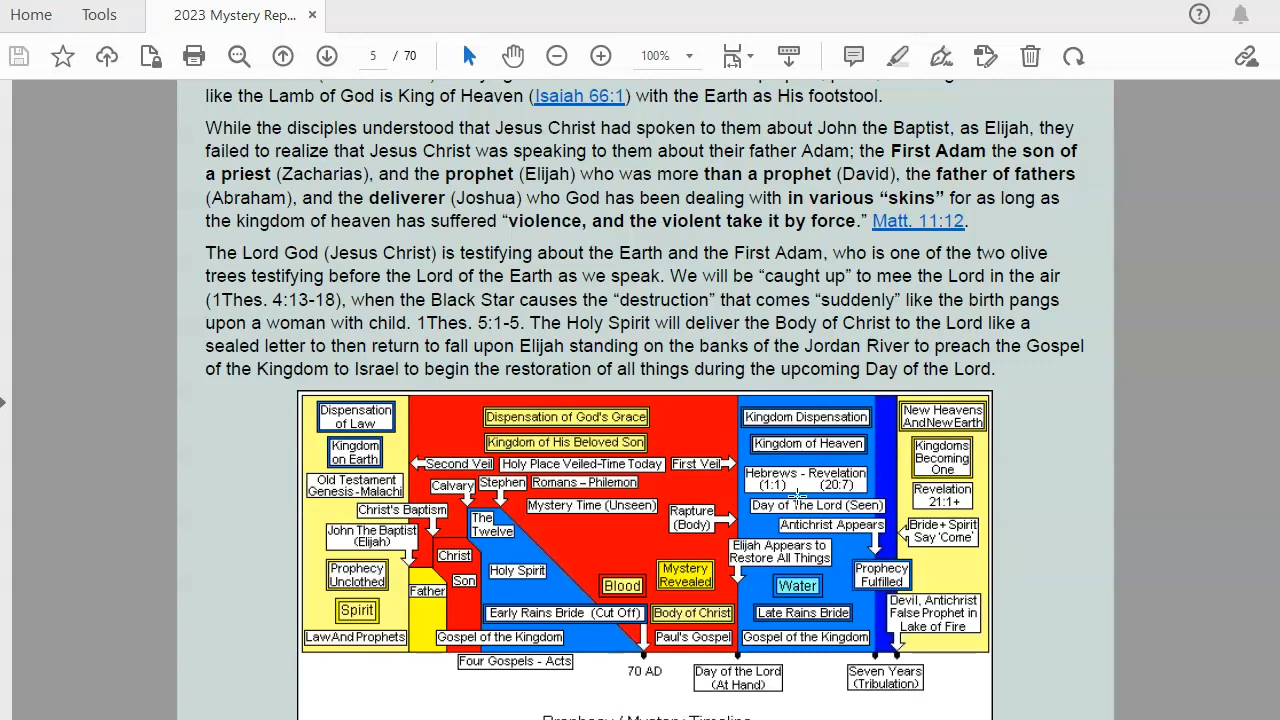 Home Tools 2023 Mystery Rep... ×
5 / 70 100%
like the Lamb of God is King of Heaven (Isaiah 66:1) with the Earth as His footstool.
While the disciples understood that Jesus Christ had spoken to them about John the Baptist, as Elijah, they
failed to realize that Jesus Christ was speaking to them about their father Adam; the First Adam the son of
a priest (Zacharias), and the prophet (Elijah) who was more than a prophet (David), the father of fathers
(Abraham), and the deliverer (Joshua) who God has been dealing with in various “skins” for as long as
the kingdom of heaven has suffered “violence, and the violent take it by force.” Matt. 11:12.
The Lord God (Jesus Christ) is testifying about the Earth and the First Adam, who is one of the two olive
trees testifying before the Lord of the Earth as we speak. We will be “caught up” to mee the Lord in the air
(1Thes. 4:13-18), when the Black Star causes the “destruction” that comes “suddenly” like the birth pangs
upon a woman with child. 1Thes. 5:1-5. The Holy Spirit will deliver the Body of Christ to the Lord like a
sealed letter to then return to fall upon Elijah standing on the banks of the Jordan River to preach the Gospel
of the Kingdom to Israel to begin the restoration of all things during the upcoming Day of the Lord.
Dispensation
of Law
Kingdom
on Earth
Old Testament
Genesis-Malachi
Christ's Baptism
John The Baptist
(Elijah)
Prophecy
Unclothed
Spirit
Law And Prophets
Dispensation of God's Grace
Kingdom of His Beloved Son
Second Veil
Holy Place Veiled-Time Today
First Veil
Calvary
Stephen
Romans – Philemon
Mystery Time (Unseen)
Rapture
(Body)
The
Twelve
Christ
Son
Father
Holy Spirit
Blood
Mystery
Revealed
Early Rains Bride (Cut Off)
Body of Christ
Gospel of the Kingdom
Paul's Gospel
Four Gospels - Acts
70 AD
Kingdom Dispensation
Kingdom of Heaven
Hebrews - Revelation
(1:1) (20:7)
Day of The Lord (Seen)
Antichrist Appears
Elijah Appears to
Restore All Things
Water
Prophecy
Fulfilled
Late Rains Bride
Gospel of the Kingdom
Day of the Lord
(At Hand)
Seven Years
(Tribulation)
New Heavens
And New Earth
Kingdoms
Becoming
One
Revelation
21:1+
Bride + Spirit
Say 'Come'
Devil, Antichrist
False Prophet in
Lake of Fire
Prophecy / Mystery Timeline